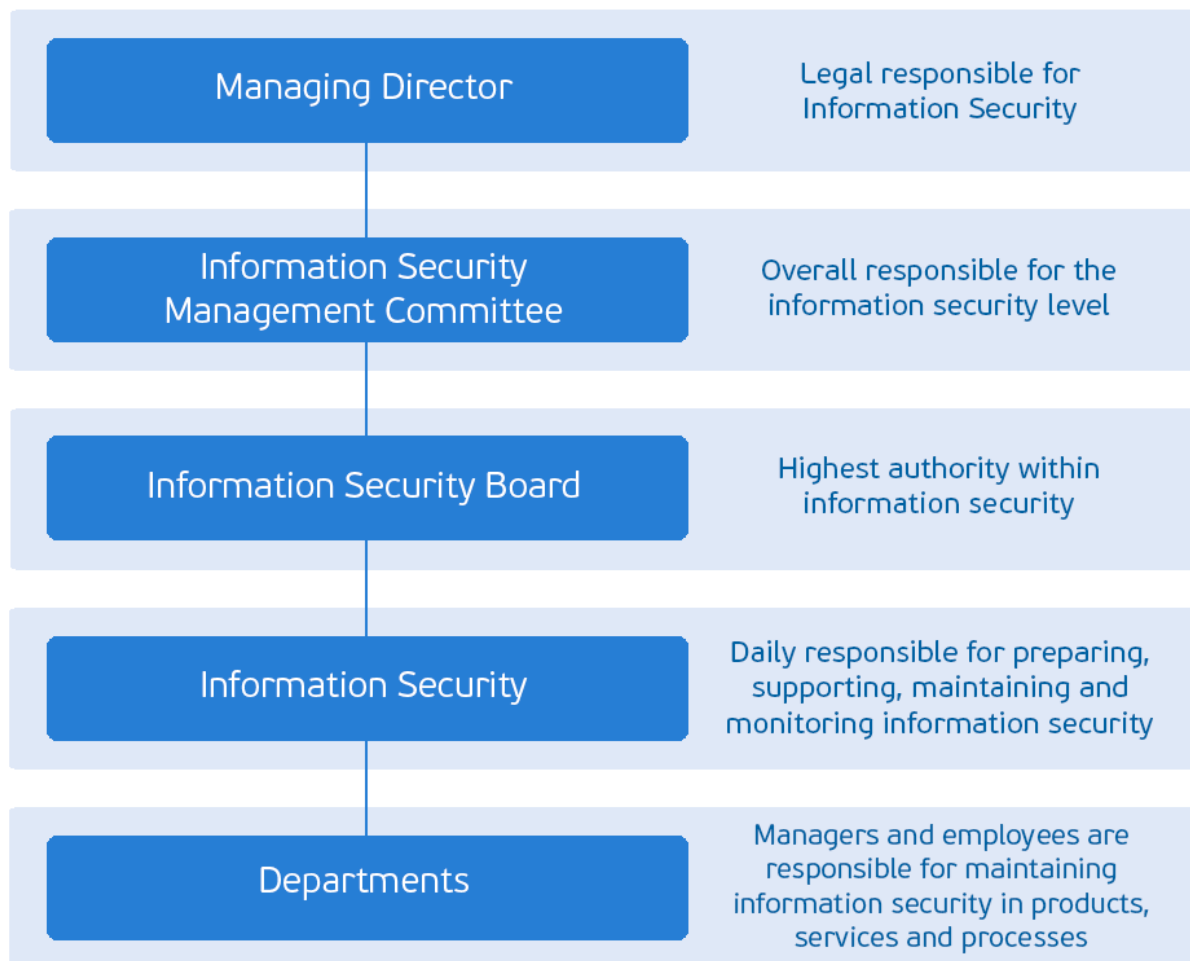 Managing Director
Legal responsible for
Information Security
Information Security
Management Committee
Overall responsible for the
information security level
Information Security Board
Highest authority within
information security
Information Security
Daily responsible for preparing,
supporting, maintaining and
monitoring information security
Departments
Managers and employees are
responsible for maintaining
information security in products,
services and processes